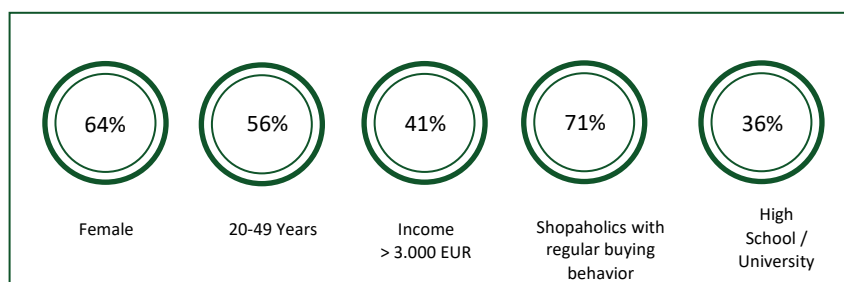 64%
56%
41%
71%
36%
Female
20-49 Years
Income
> 3.000 EUR
Shopaholics with
regular buying
behavior
High
School /
University